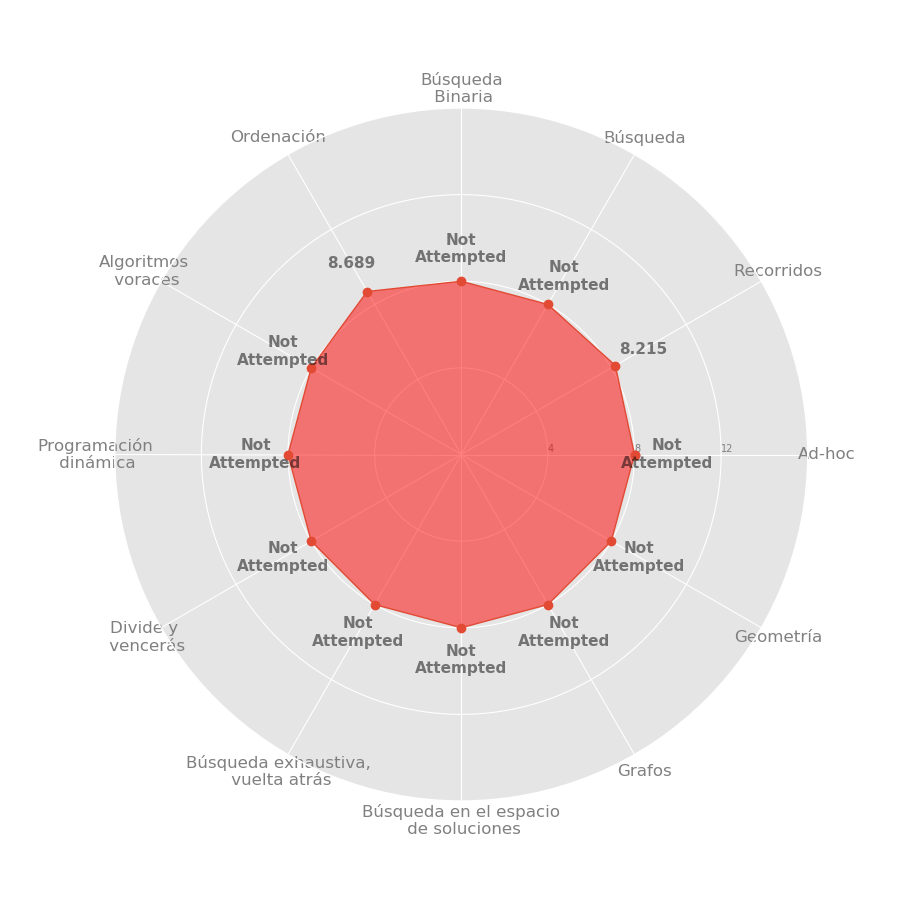 Búsqueda
Binaria
Ordenación
Búsqueda
Not
Attempted
Algoritmos
voraces
8.689
Not
Attempted
Recorridos
Not
Attempted
8.215
Programación
dinámica
Not
Attempted
4
8
12
Not
Attempted
Ad-hoc
Not
Attempted
Not
Attempted
Divide y
vencerás
Not
Attempted
Not
Attempted
Geometría
Not
Attempted
Búsqueda exhaustiva,
vuelta atrás
Grafos
Búsqueda en el espacio
de soluciones